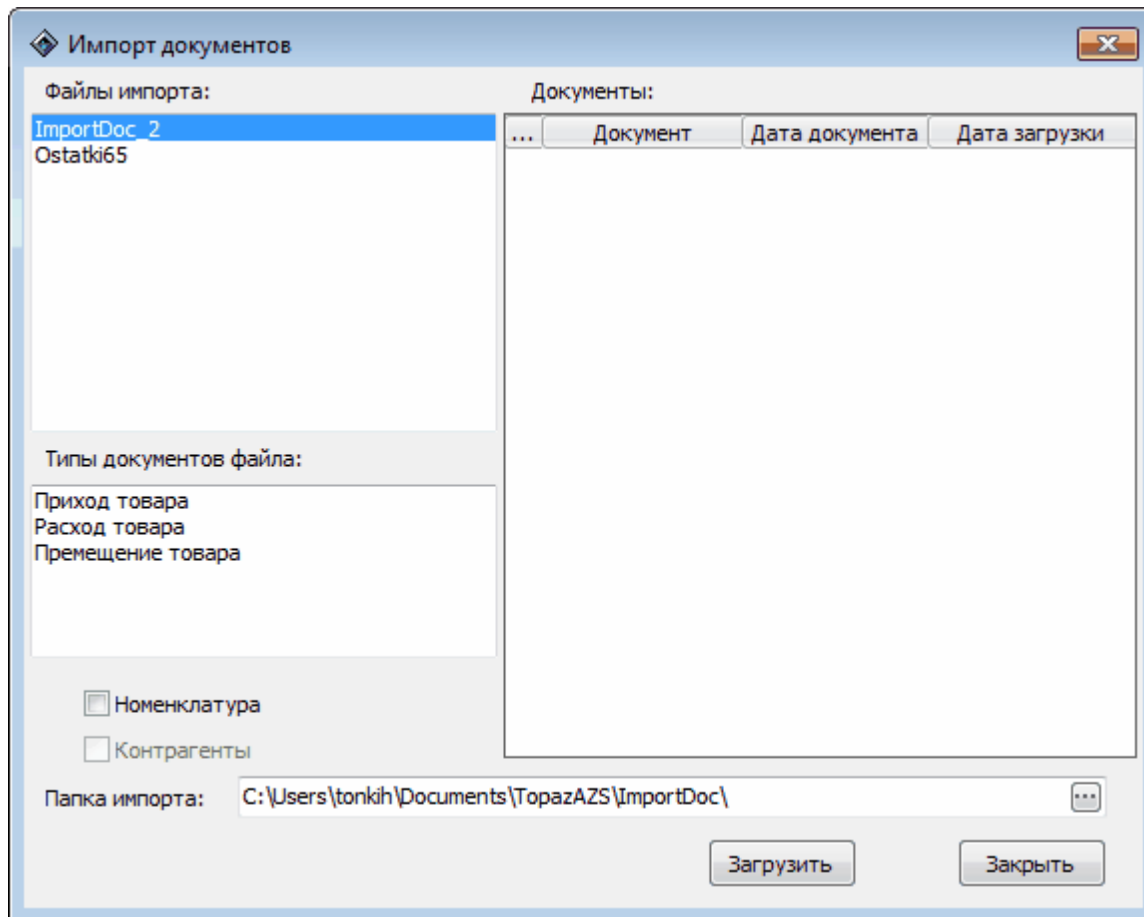 Импорт документов
Файлы импорта:
ImportDoc_2
Ostatki65
Документы:
... Документ Дата документа Дата загрузки
Типы документов файла:
Приход товара
Расход товара
Премещение товара
Номенклатура
Контрагенты
Папка импорта: C:\Users\tonkih\Documents\TopazAZS\ImportDoc\ ...
Загрузить Закрыть